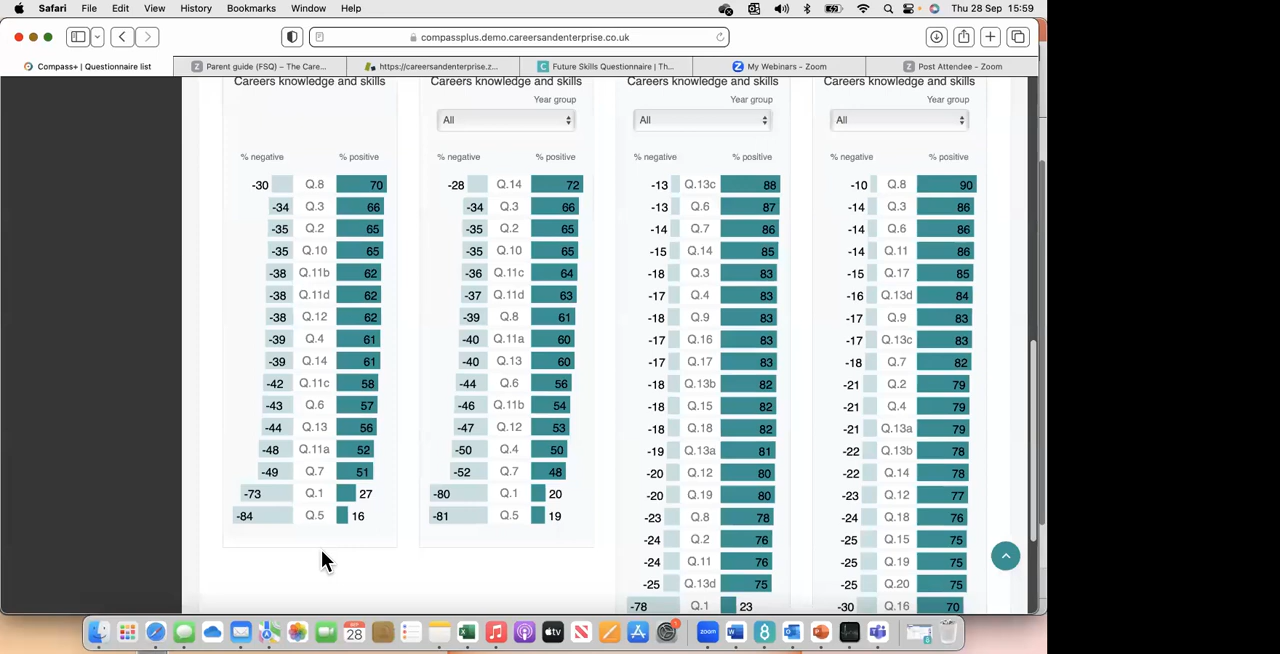 Safari File Edit View History Bookmarks Window Help Thu 28 Sep 15:59
compassplus.demo.careersandenterprise.co.uk
Compass+ | Questionnaire list
Parent guide (FSQ) – The Care...
https://careersandenterprise.z...
Future Skills Questionnaire | Th...
My Webinars - Zoom
Post Attendee - Zoom
Careers knowledge and skills
% negative % positive
-30 Q.8 70
-34 Q.3 66
-35 Q.2 65
-35 Q.10 65
-38 Q.11b 62
-38 Q.11d 62
-38 Q.12 62
-39 Q.4 61
-39 Q.14 61
-42 Q.11c 58
-43 Q.6 57
-44 Q.13 56
-48 Q.11a 52
-49 Q.7 51
-73 Q.1 27
-84 Q.5 16
Careers knowledge and skills
Year group
All
% negative % positive
-28 Q.14 72
-34 Q.3 66
-35 Q.2 65
-35 Q.10 65
-36 Q.11c 64
-37 Q.11d 63
-39 Q.8 61
-40 Q.11a 60
-40 Q.13 60
-44 Q.6 56
-46 Q.11b 54
-47 Q.12 53
-50 Q.4 50
-52 Q.7 48
-80 Q.1 20
-81 Q.5 19
Careers knowledge and skills
Year group
All
% negative % positive
-13 Q.13c 88
-13 Q.6 87
-14 Q.7 86
-15 Q.14 85
-18 Q.3 83
-17 Q.4 83
-18 Q.9 83
-17 Q.16 83
-17 Q.17 83
-18 Q.13b 82
-18 Q.15 82
-18 Q.18 82
-19 Q.13a 81
-20 Q.12 80
-20 Q.19 80
-23 Q.8 78
-24 Q.2 76
-24 Q.11 76
-25 Q.13d 75
-78 Q.1 23
Careers knowledge and skills
Year group
All
% negative % positive
-10 Q.8 90
-14 Q.3 86
-14 Q.6 86
-14 Q.11 86
-15 Q.17 85
-16 Q.13d 84
-17 Q.9 83
-17 Q.13c 83
-18 Q.7 82
-21 Q.2 79
-21 Q.4 79
-21 Q.13a 79
-22 Q.13b 78
-22 Q.14 78
-23 Q.12 77
-24 Q.18 76
-25 Q.15 75
-25 Q.19 75
-25 Q.20 75
-30 Q.16 70
SEP
28
tv
zoom